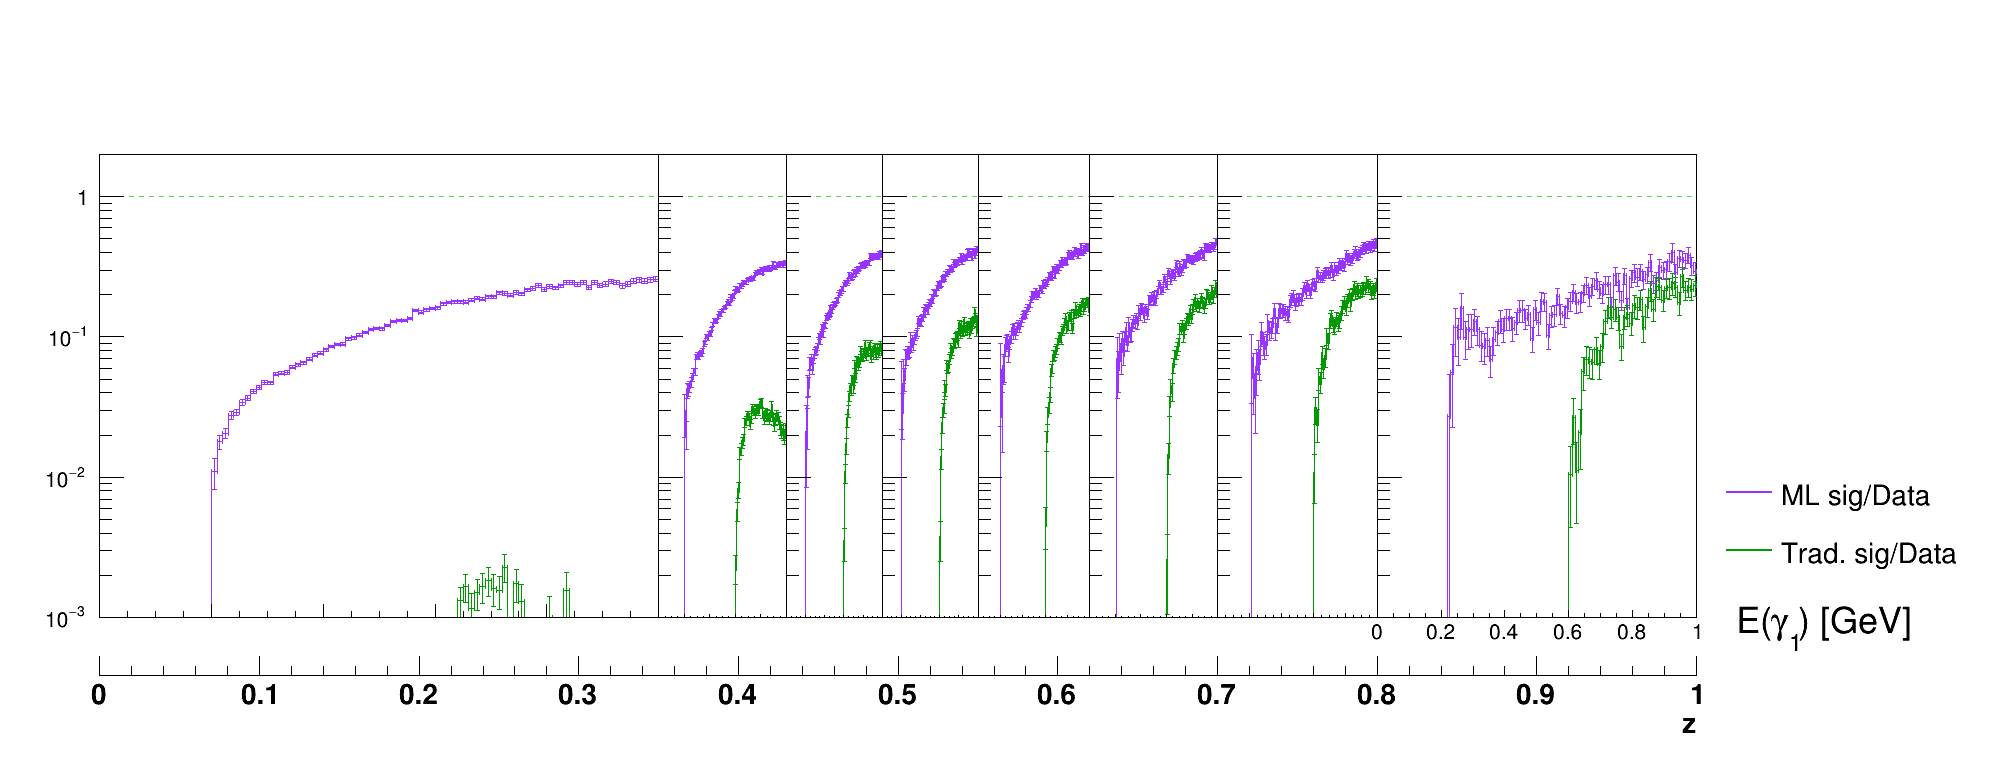 1
10⁻¹
10⁻²
10⁻³
ML sig/Data
Trad. sig/Data
E(γ₁) [GeV]
0 0.2 0.4 0.6 0.8 1
0 0.1 0.2 0.3 0.4 0.5 0.6 0.7 0.8 0.9 1
z